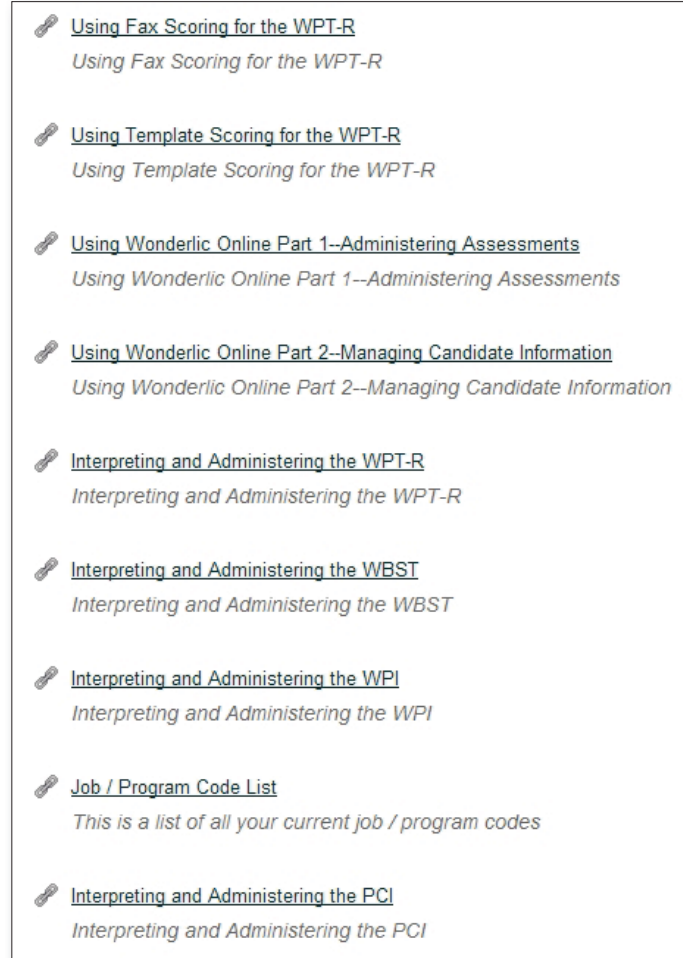 Using Fax Scoring for the WPT-R
Using Fax Scoring for the WPT-R
Using Template Scoring for the WPT-R
Using Template Scoring for the WPT-R
Using Wonderlic Online Part 1--Administering Assessments
Using Wonderlic Online Part 1--Administering Assessments
Using Wonderlic Online Part 2--Managing Candidate Information
Using Wonderlic Online Part 2--Managing Candidate Information
Interpreting and Administering the WPT-R
Interpreting and Administering the WPT-R
Interpreting and Administering the WBST
Interpreting and Administering the WBST
Interpreting and Administering the WPI
Interpreting and Administering the WPI
Job / Program Code List
This is a list of all your current job / program codes
Interpreting and Administering the PCI
Interpreting and Administering the PCI